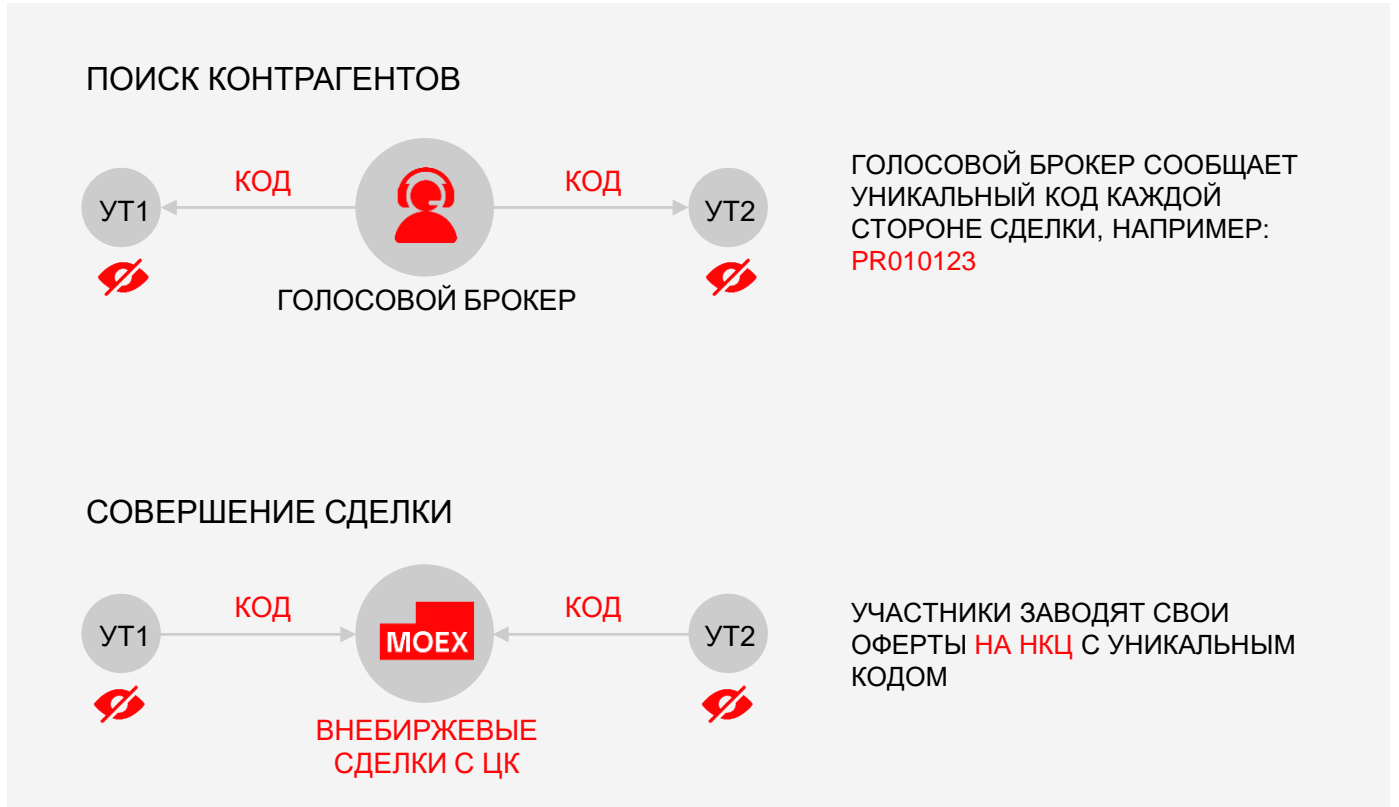 ПОИСК КОНТРАГЕНТОВ
УТ1
КОД
КОД
УТ2
ГОЛОСОВОЙ БРОКЕР
ГОЛОСОВОЙ БРОКЕР СООБЩАЕТ
УНИКАЛЬНЫЙ КОД КАЖДОЙ
СТОРОНЕ СДЕЛКИ, НАПРИМЕР:
PR010123
СОВЕРШЕНИЕ СДЕЛКИ
УТ1
КОД
MOEX
КОД
УТ2
ВНЕБИРЖЕВЫЕ
СДЕЛКИ С ЦК
УЧАСТНИКИ ЗАВОДЯТ СВОИ
ОФЕРТЫ НА НКЦ С УНИКАЛЬНЫМ
КОДОМ